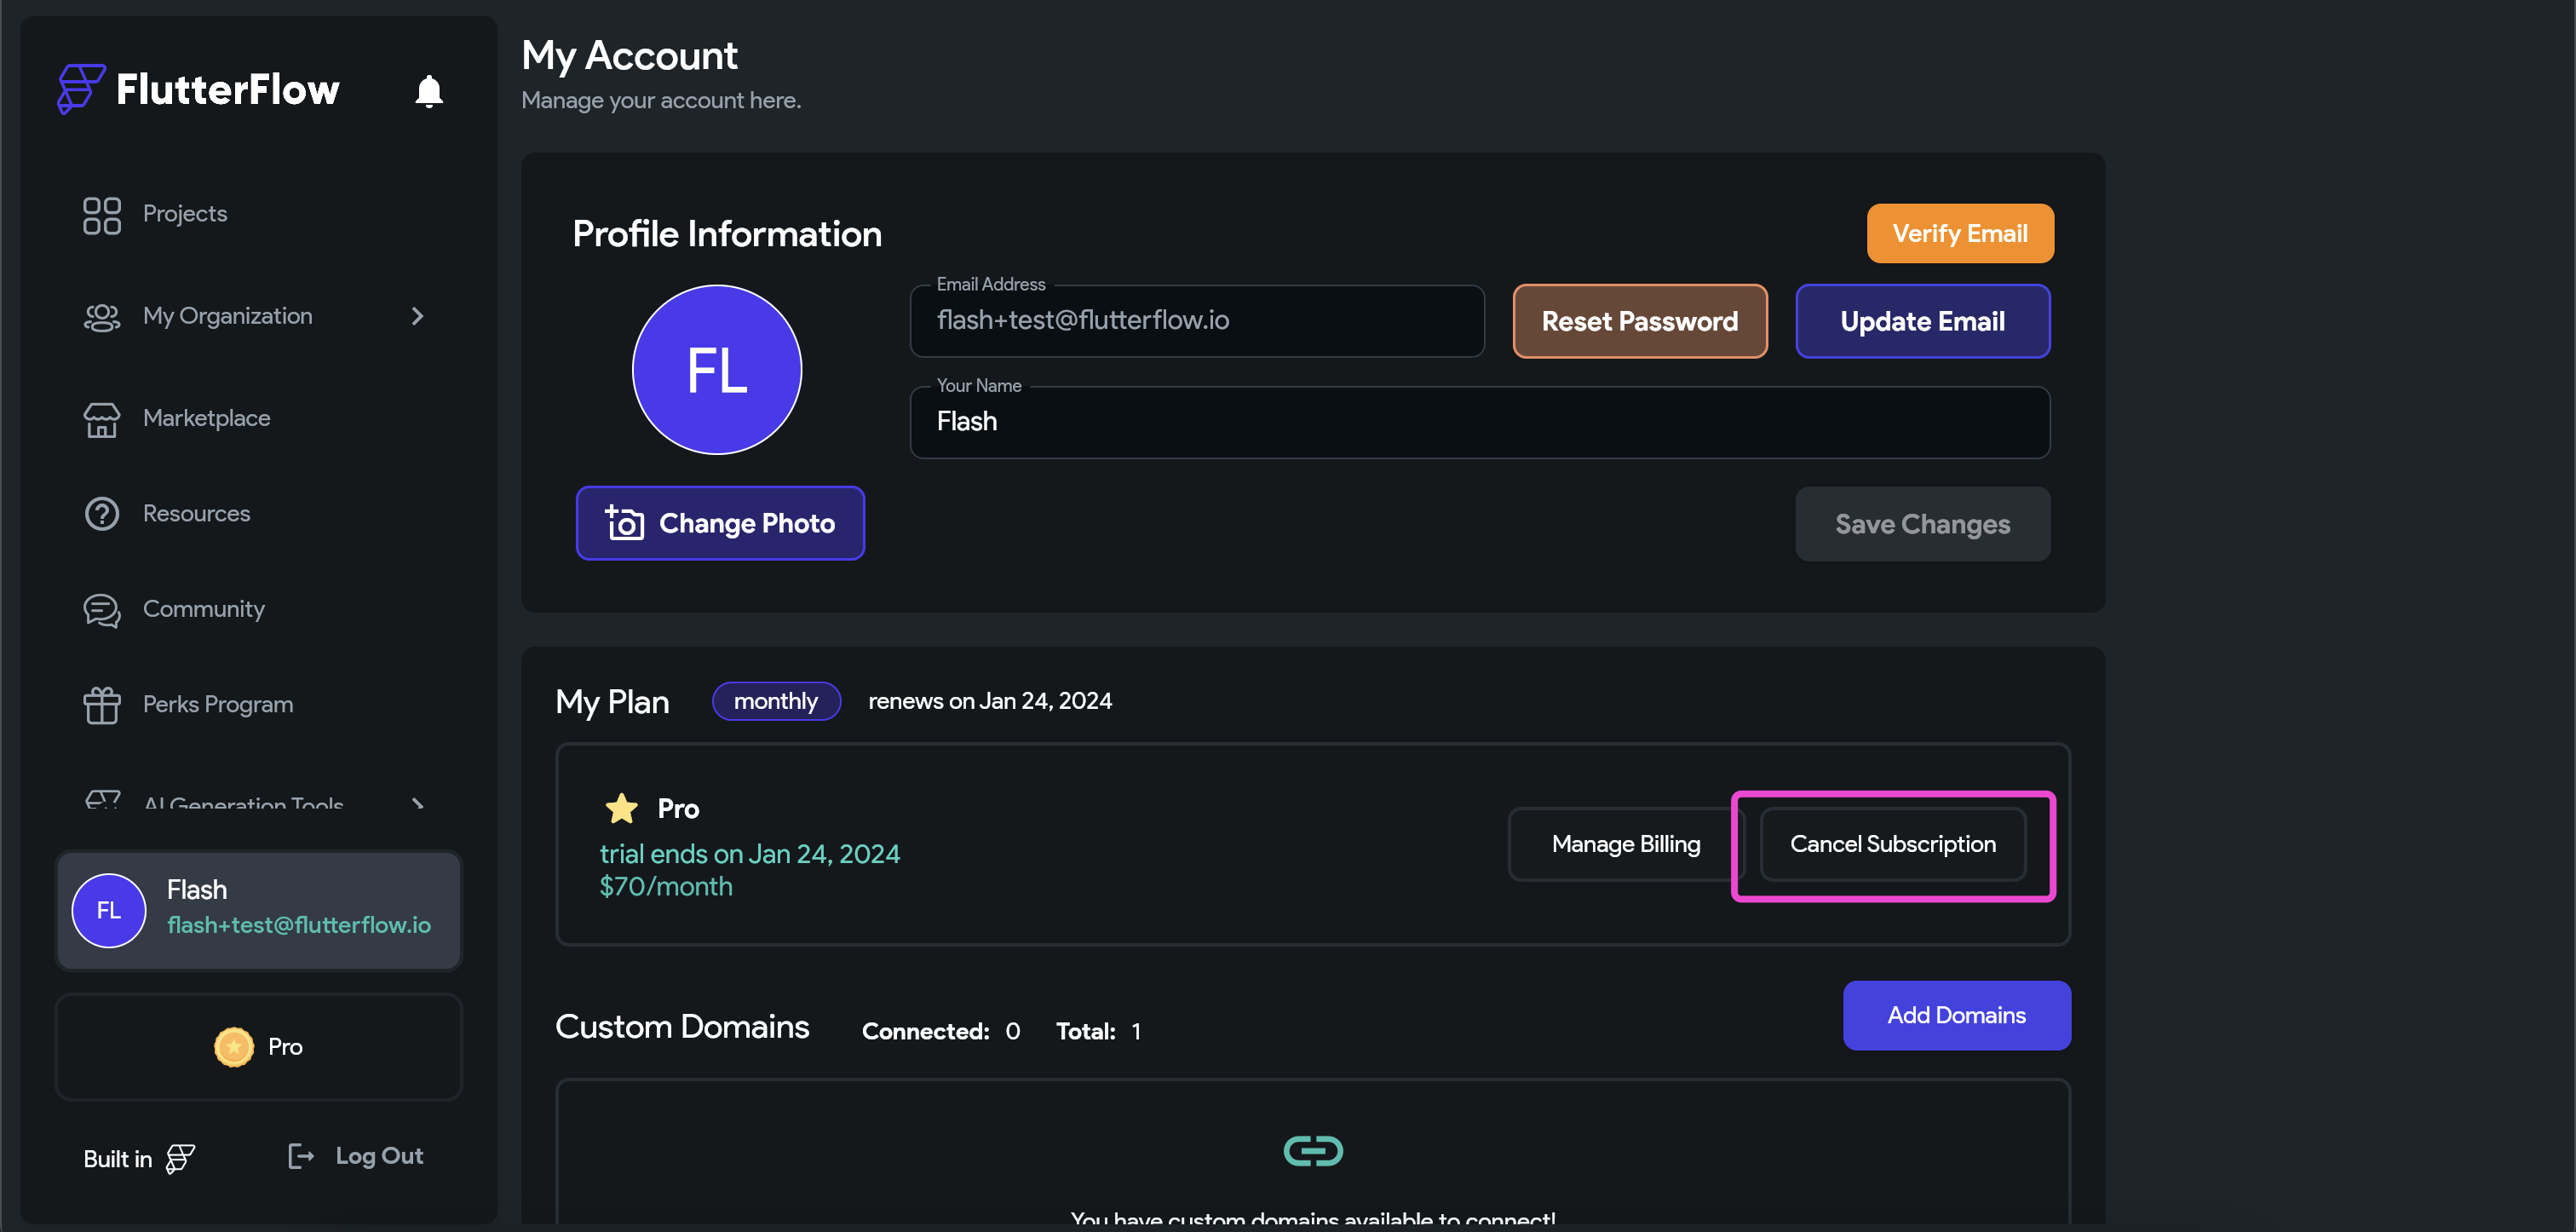 FlutterFlow
Projects
My Organization
Marketplace
Resources
Community
Perks Program
AI Generation Tools
FL
Flash
flash+test@flutterflow.io
Pro
Built in
Log Out
My Account
Manage your account here.
Profile Information
Verify Email
FL
Email Address
flash+test@flutterflow.io
Reset Password
Update Email
Your Name
Flash
Change Photo
Save Changes
My Plan monthly renews on Jan 24, 2024
Pro
trial ends on Jan 24, 2024
$70/month
Manage Billing
Cancel Subscription
Custom Domains Connected: 0 Total: 1
Add Domains
You have custom domains available to connect!